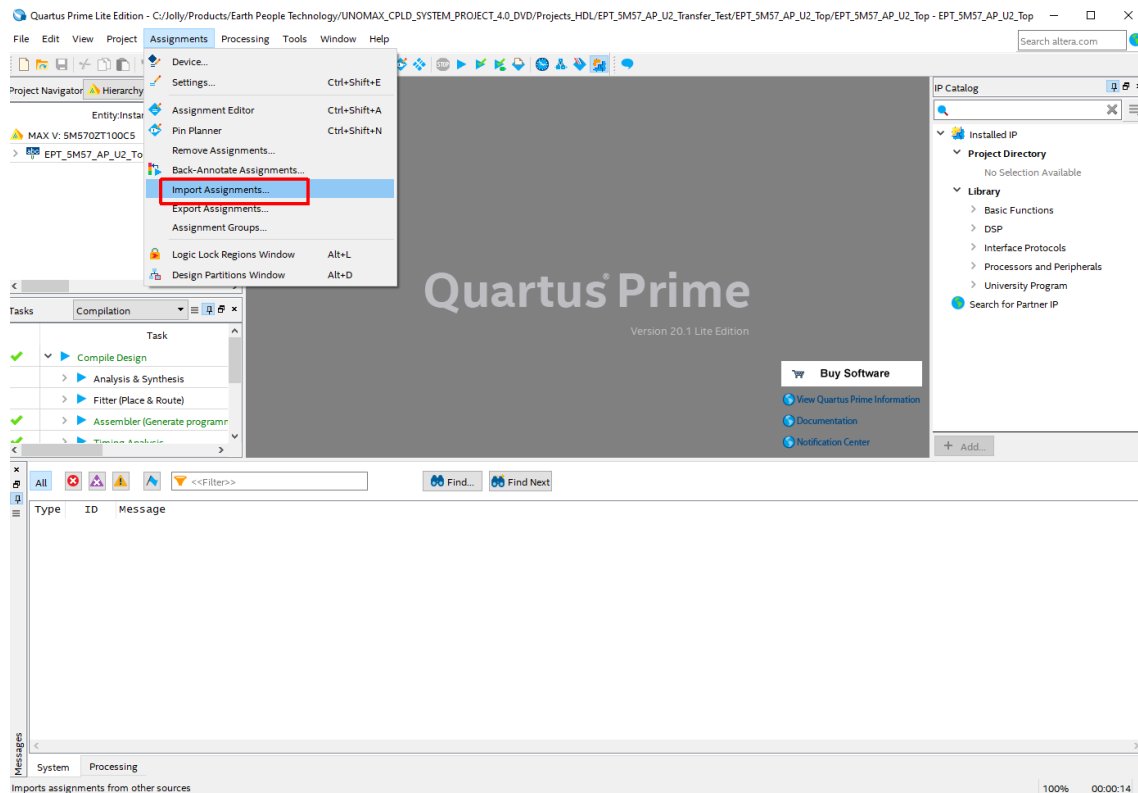 Quartus Prime Lite Edition - C:/Jolly/Products/Earth People Technology/UNOMAX_CPLD_SYSTEM_PROJECT_4.0_DVD/Projects_HDL/EPT_5M57_AP_U2_Transfer_Test/EPT_5M57_AP_U2_Top/EPT_5M57_AP_U2_Top - EPT_5M57_AP_U2_Top
File Edit View Project Assignments Processing Tools Window Help
Search altera.com
Device...
Settings... Ctrl+Shift+E
Assignment Editor Ctrl+Shift+A
Pin Planner Ctrl+Shift+N
Remove Assignments...
Back-Annotate Assignments...
Import Assignments...
Export Assignments...
Assignment Groups...
Logic Lock Regions Window Alt+L
Design Partitions Window Alt+D
Project Navigator Hierarchy
Entity:Instar
MAX V: 5M570ZT100C5
EPT_5M57_AP_U2_To
Tasks Compilation
Task
Compile Design
Analysis & Synthesis
Fitter (Place & Route)
Assembler (Generate programm
Timing Analysis
Quartus Prime
Version 20.1 Lite Edition
Buy Software
View Quartus Prime Information
Documentation
Notification Center
IP Catalog
Installed IP
Project Directory
No Selection Available
Library
Basic Functions
DSP
Interface Protocols
Processors and Peripherals
University Program
Search for Partner IP
+ Add...
All <<Filter>> Find... Find Next
Type ID Message
Messages
System Processing
Imports assignments from other sources 100% 00:00:14